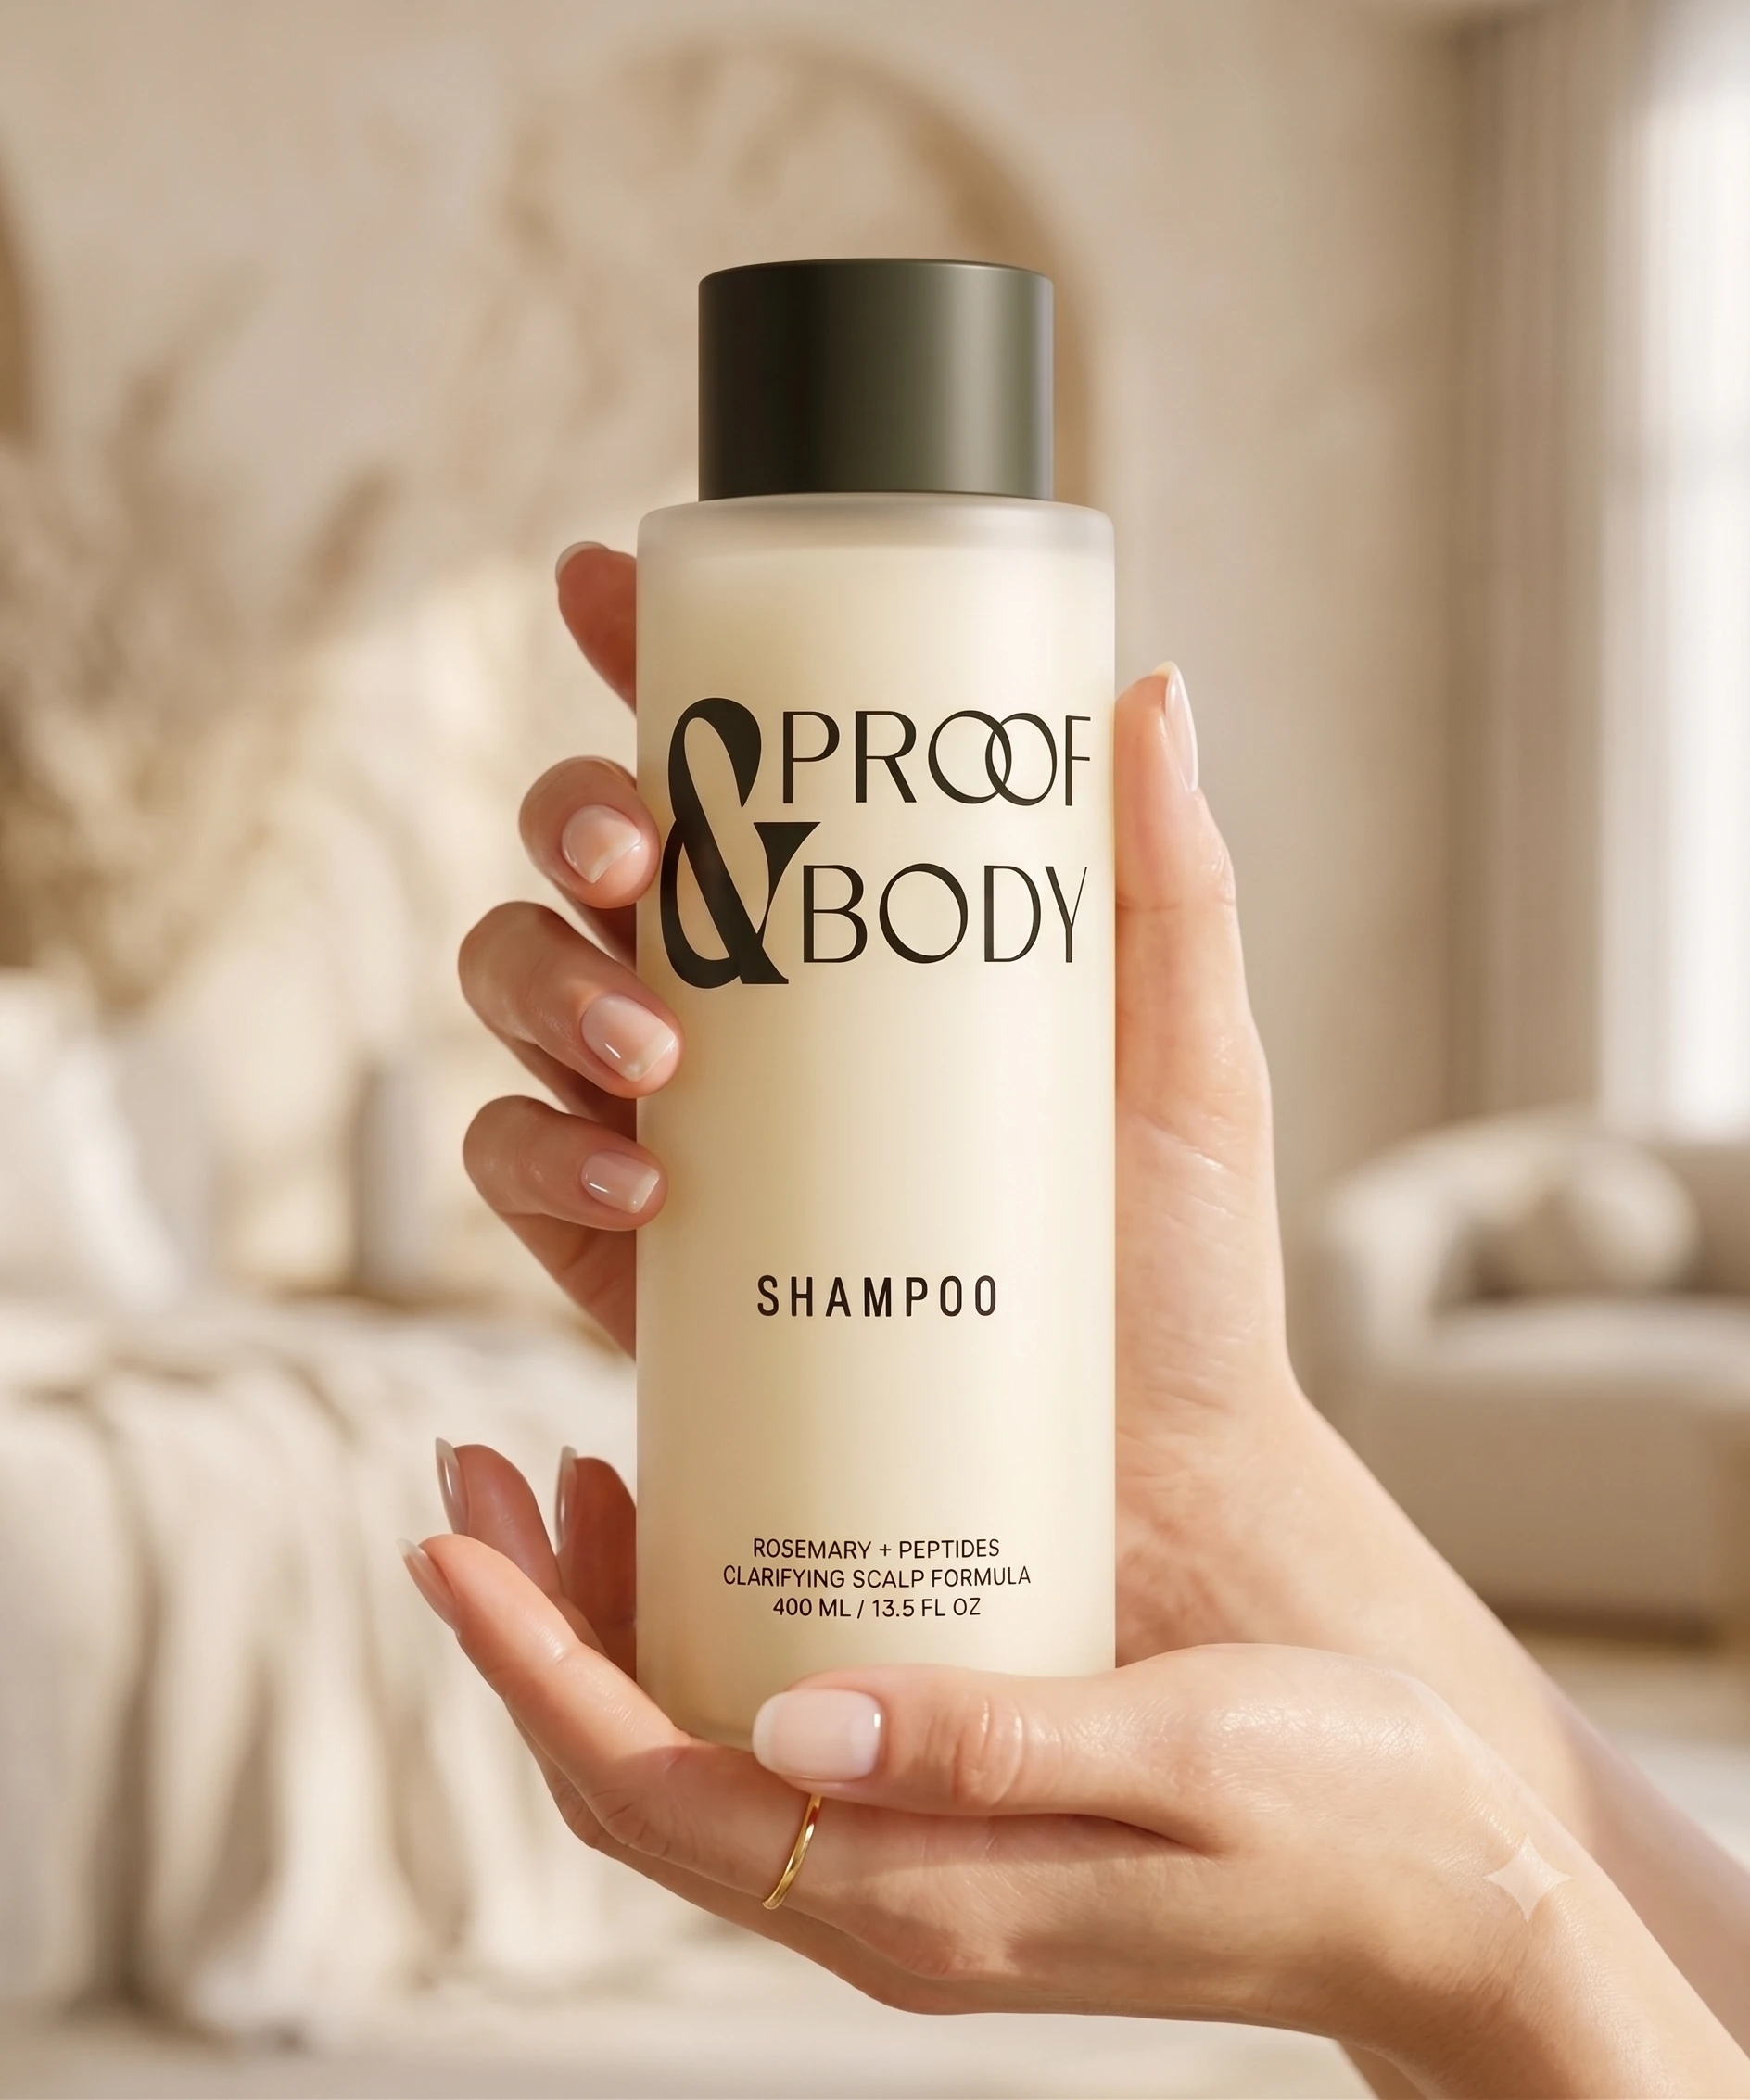 & PROOF
BODY
SHAMPOO
ROSEMARY + PEPTIDES
CLARIFYING SCALP FORMULA
400 ML / 13.5 FL OZ